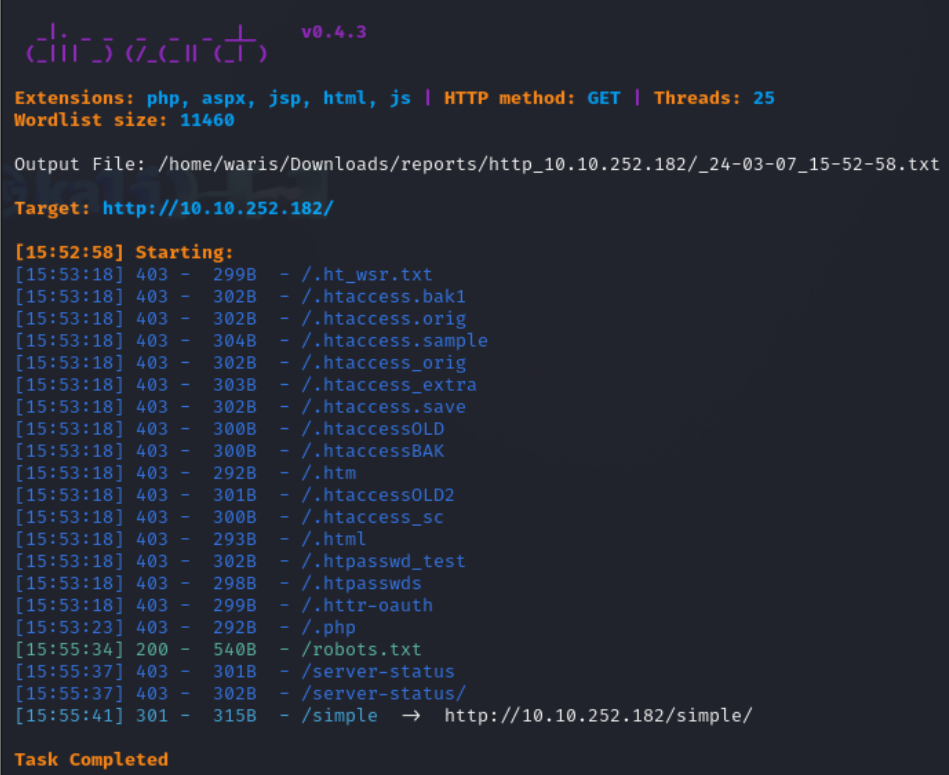 v0.4.3
Extensions: php, aspx, jsp, html, js | HTTP method: GET | Threads: 25
Wordlist size: 11460
Output File: /home/waris/Downloads/reports/http_10.10.252.182/_24-03-07_15-52-58.txt
Target: http://10.10.252.182/
[15:52:58] Starting:
[15:53:18] 403 -  299B  - /.ht_wsr.txt
[15:53:18] 403 -  302B  - /.htaccess.bak1
[15:53:18] 403 -  302B  - /.htaccess.orig
[15:53:18] 403 -  304B  - /.htaccess.sample
[15:53:18] 403 -  302B  - /.htaccess_orig
[15:53:18] 403 -  303B  - /.htaccess_extra
[15:53:18] 403 -  302B  - /.htaccess.save
[15:53:18] 403 -  300B  - /.htaccessOLD
[15:53:18] 403 -  300B  - /.htaccessBAK
[15:53:18] 403 -  292B  - /.htm
[15:53:18] 403 -  301B  - /.htaccessOLD2
[15:53:18] 403 -  300B  - /.htaccess_sc
[15:53:18] 403 -  293B  - /.html
[15:53:18] 403 -  302B  - /.htpasswd_test
[15:53:18] 403 -  298B  - /.htpasswds
[15:53:18] 403 -  299B  - /.httr-oauth
[15:53:23] 403 -  292B  - /.php
[15:55:34] 200 -  540B  - /robots.txt
[15:55:37] 403 -  301B  - /server-status
[15:55:37] 403 -  302B  - /server-status/
[15:55:41] 301 -  315B  - /simple  →  http://10.10.252.182/simple/
Task Completed